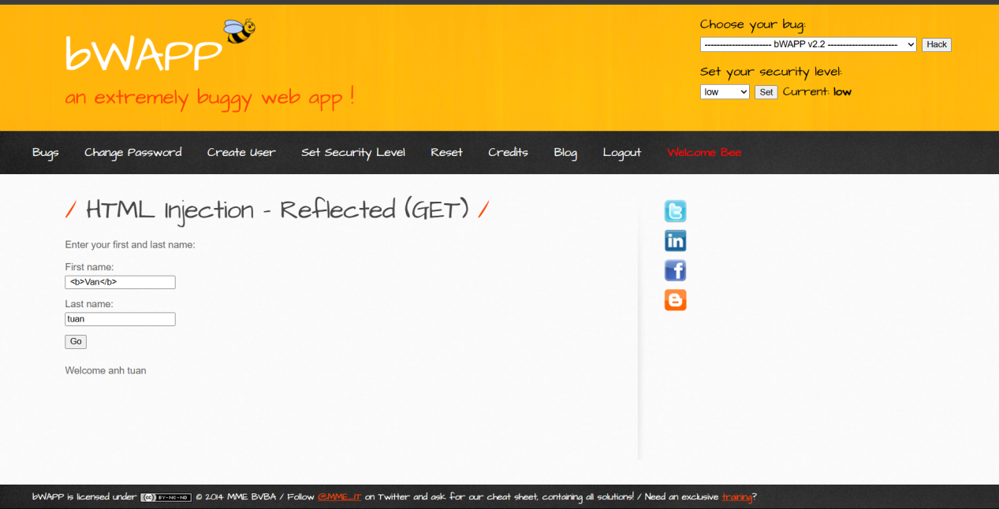 bWAPP
an extremely buggy web app !
Choose your bug:
---------------------- bWAPP v2.2 -----------------------
Hack
Set your security level:
low Set Current: low
Bugs Change Password Create User Set Security Level Reset Credits Blog Logout Welcome Bee
/ HTML Injection - Reflected (GET) /
Enter your first and last name:
First name:
<b>Van</b>
Last name:
tuan
Go
Welcome anh tuan
bWAPP is licensed under (cc) BY-NC-ND © 2014 MME BVBA / Follow @MME_IT on Twitter and ask for our cheat sheet, containing all solutions! / Need an exclusive training?